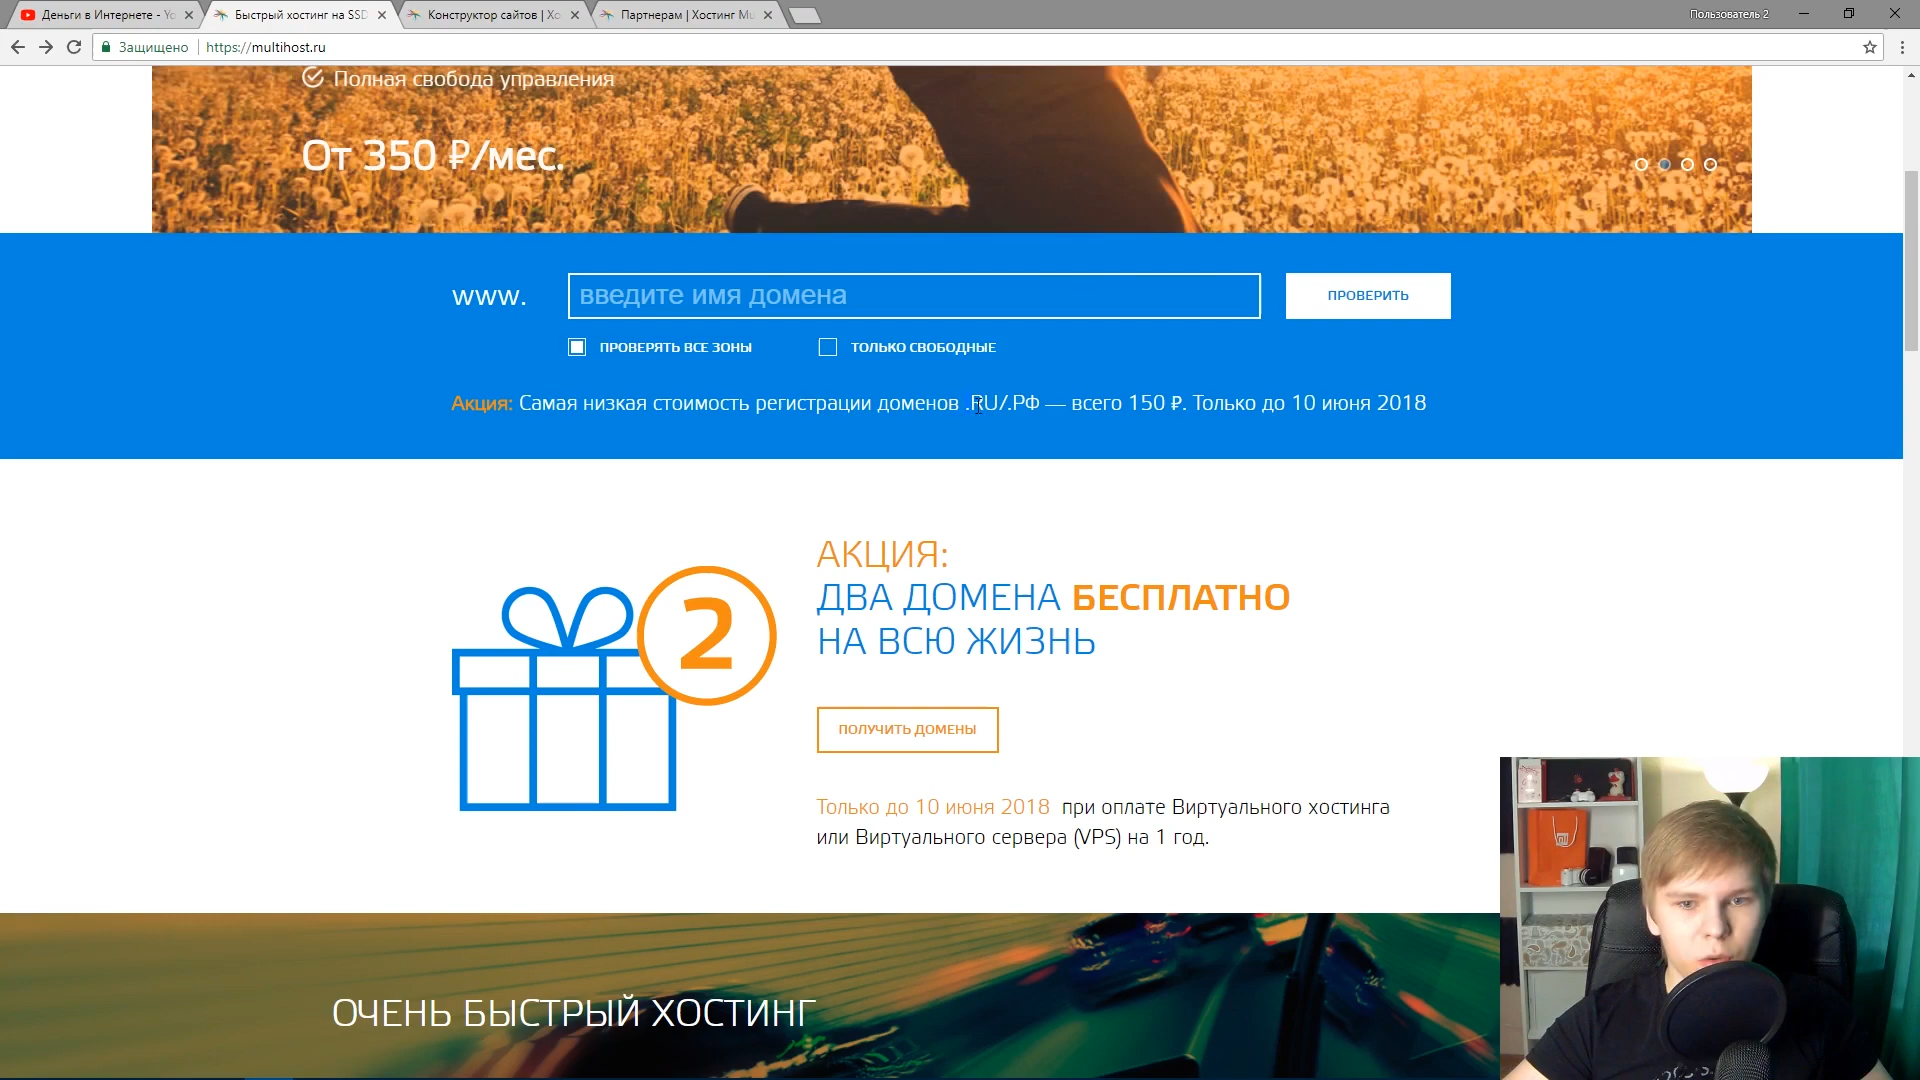 Деньги в Интернете - Yo
Быстрый хостинг на SSD
Конструктор сайтов | Хо
Партнерам | Хостинг Mu
Пользователь 2
Защищено
https://multihost.ru
Полная свобода управления
От 350 ₽/мес.
www.
введите имя домена
ПРОВЕРИТЬ
ПРОВЕРЯТЬ ВСЕ ЗОНЫ
ТОЛЬКО СВОБОДНЫЕ
Акция: Самая низкая стоимость регистрации доменов .RU/.РФ — всего 150 ₽. Только до 10 июня 2018
2
АКЦИЯ:
ДВА ДОМЕНА БЕСПЛАТНО
НА ВСЮ ЖИЗНЬ
ПОЛУЧИТЬ ДОМЕНЫ
Только до 10 июня 2018 при оплате Виртуального хостинга
или Виртуального сервера (VPS) на 1 год.
ОЧЕНЬ БЫСТРЫЙ ХОСТИНГ